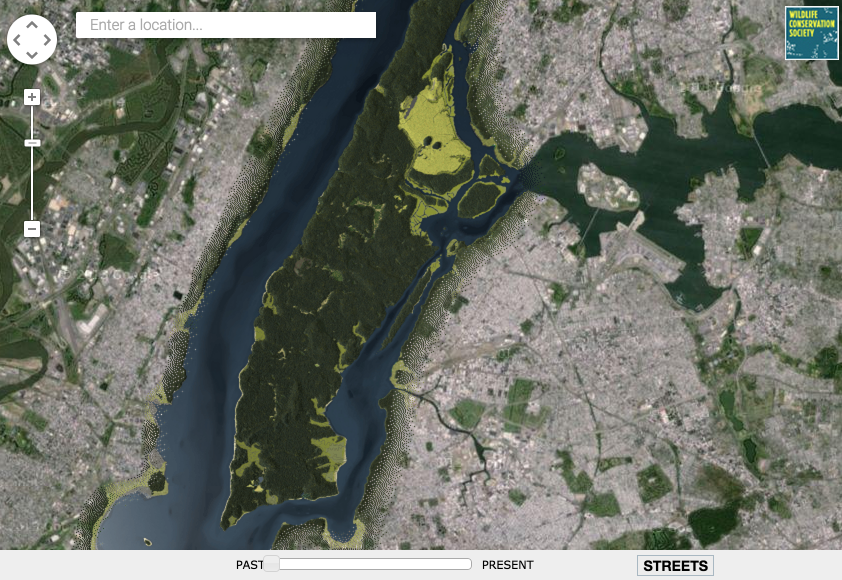 Enter a location...
WILDLIFE
CONSERVATION
SOCIETY
PAST
PRESENT
STREETS